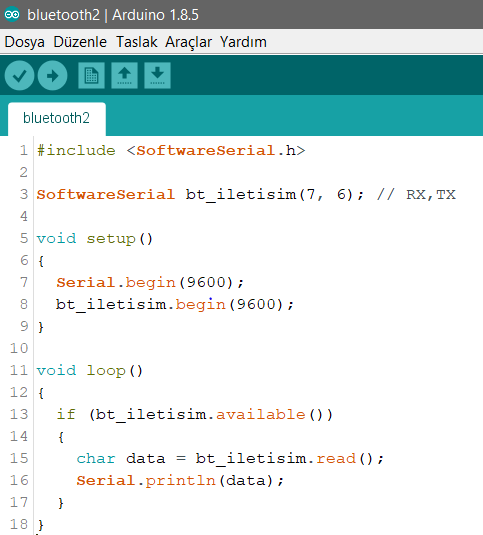 bluetooth2 | Arduino 1.8.5
Dosya Düzenle Taslak Araçlar Yardım
bluetooth2
1 #include <SoftwareSerial.h>
2
3 SoftwareSerial bt_iletisim(7, 6); // RX,TX
4
5 void setup()
6 {
7   Serial.begin(9600);
8   bt_iletisim.begin(9600);
9 }
10
11 void loop()
12 {
13   if (bt_iletisim.available())
14   {
15     char data = bt_iletisim.read();
16     Serial.println(data);
17   }
18 }